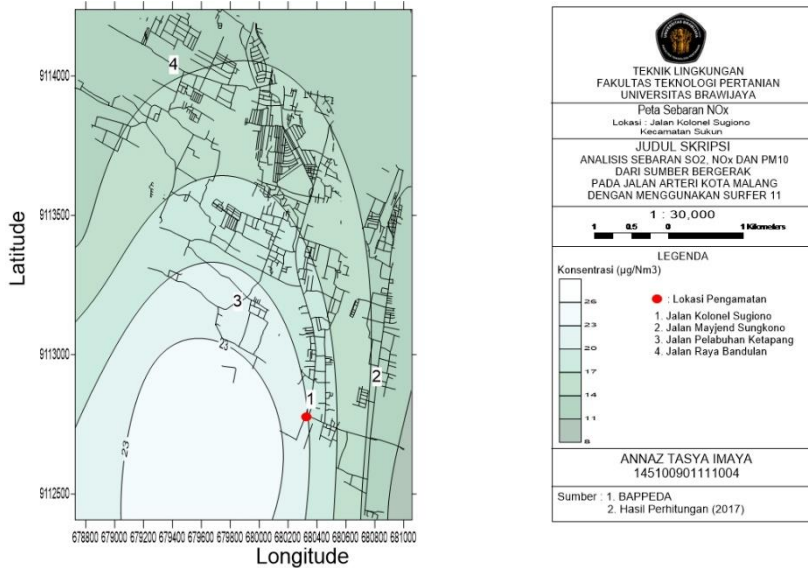 4
9114000
9113500
9113000
9112500
Latitude
3
23
2
1
23
678800 679000 679200 679400 679600 679800 680000 680200 680400 680600 680800 681000
Longitude
UNIVERSITAS BRAWIJAYA
TEKNIK LINGKUNGAN
FAKULTAS TEKNOLOGI PERTANIAN
UNIVERSITAS BRAWIJAYA
Peta Sebaran NOx
Lokasi : Jalan Kolonel Sugiono
Kecamatan Sukun
JUDUL SKRIPSI
ANALISIS SEBARAN SO2, NOx DAN PM10
DARI SUMBER BERGERAK
PADA JALAN ARTERI KOTA MALANG
DENGAN MENGGUNAKAN SURFER 11
1 : 30,000
1 0.5 0 1 Kilometers
LEGENDA
Konsentrasi (µg/Nm3)
26
23
20
17
14
11
8
: Lokasi Pengamatan
1. Jalan Kolonel Sugiono
2. Jalan Mayjend Sungkono
3. Jalan Pelabuhan Ketapang
4. Jalan Raya Bandulan
ANNAZ TASYA IMAYA
145100901111004
Sumber : 1. BAPPEDA
2. Hasil Perhitungan (2017)